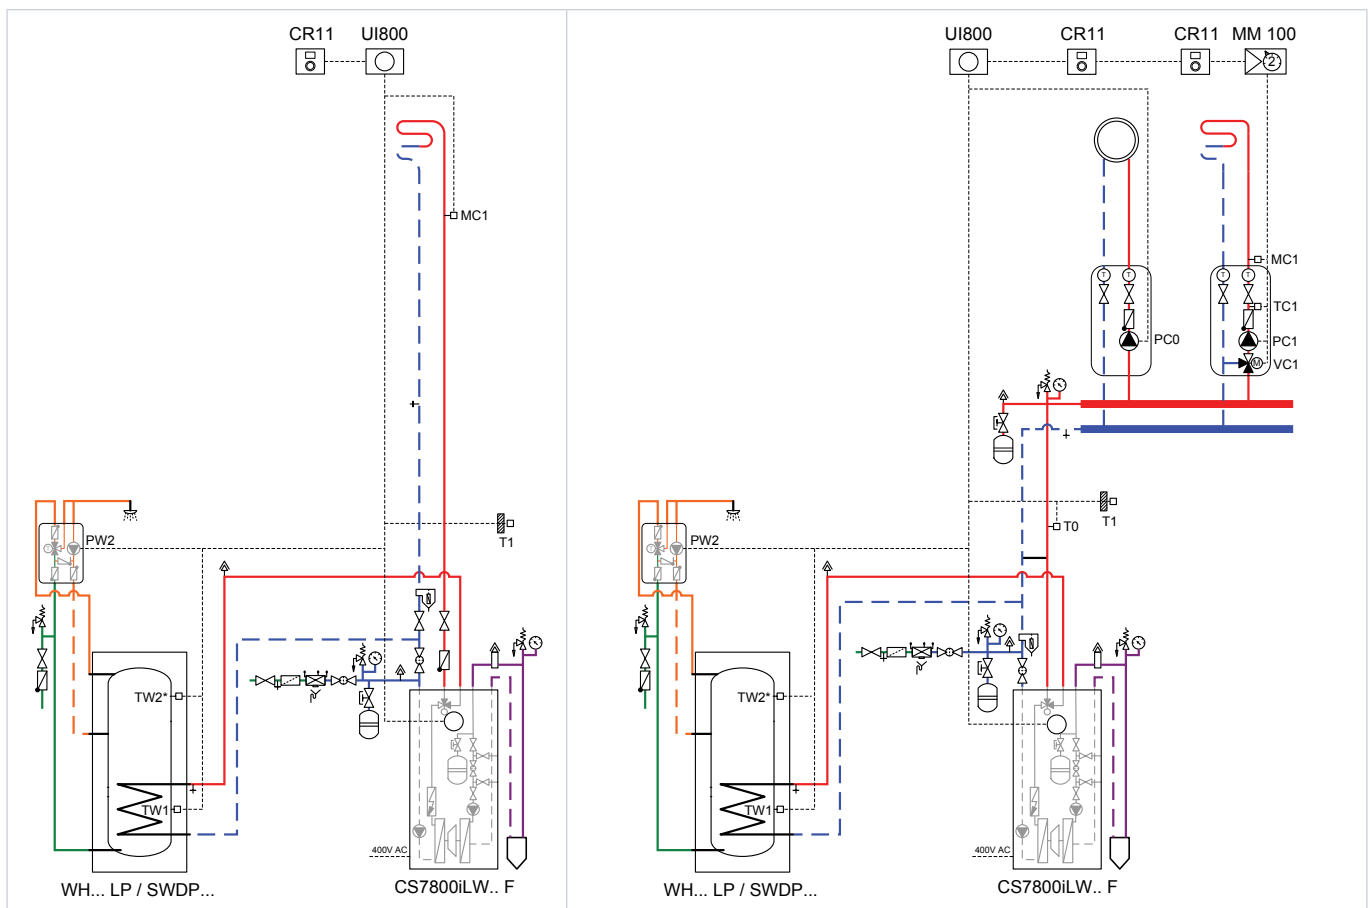 CR11 UI800
MC1
T1
PW2
TW2*
TW1
400V AC
WH... LP / SWDP...
CS7800iLW.. F
UI800 CR11 CR11 MM 100
2
MC1
T T T T
TC1
PC0
PC1
M
VC1
T0
T1
PW2
TW2*
TW1
400V AC
WH... LP / SWDP...
CS7800iLW.. F